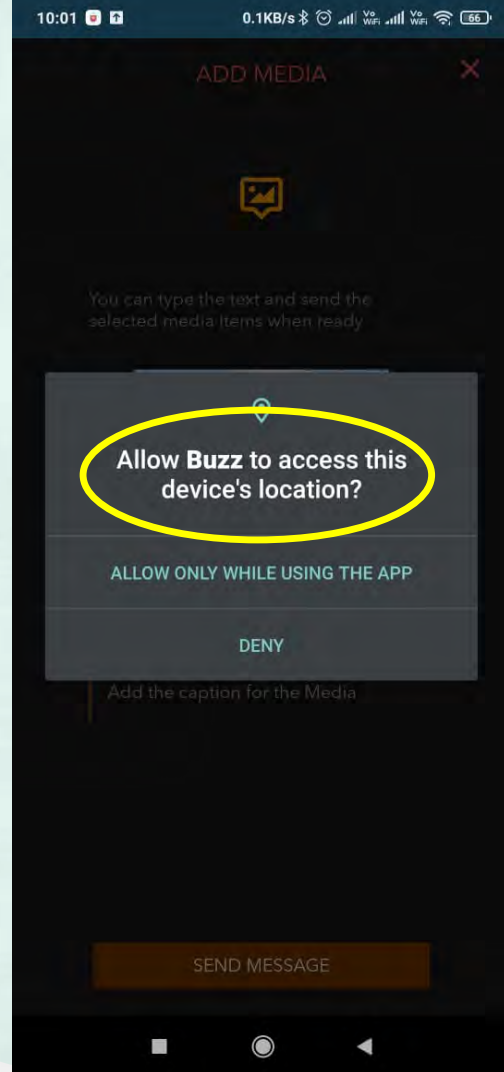 10:01 0.1KB/s Vo WiFi Vo WiFi 66
ADD MEDIA
You can type the text and send the
selected media items when ready
Allow Buzz to access this
device's location?
ALLOW ONLY WHILE USING THE APP
DENY
Add the caption for the Media
SEND MESSAGE